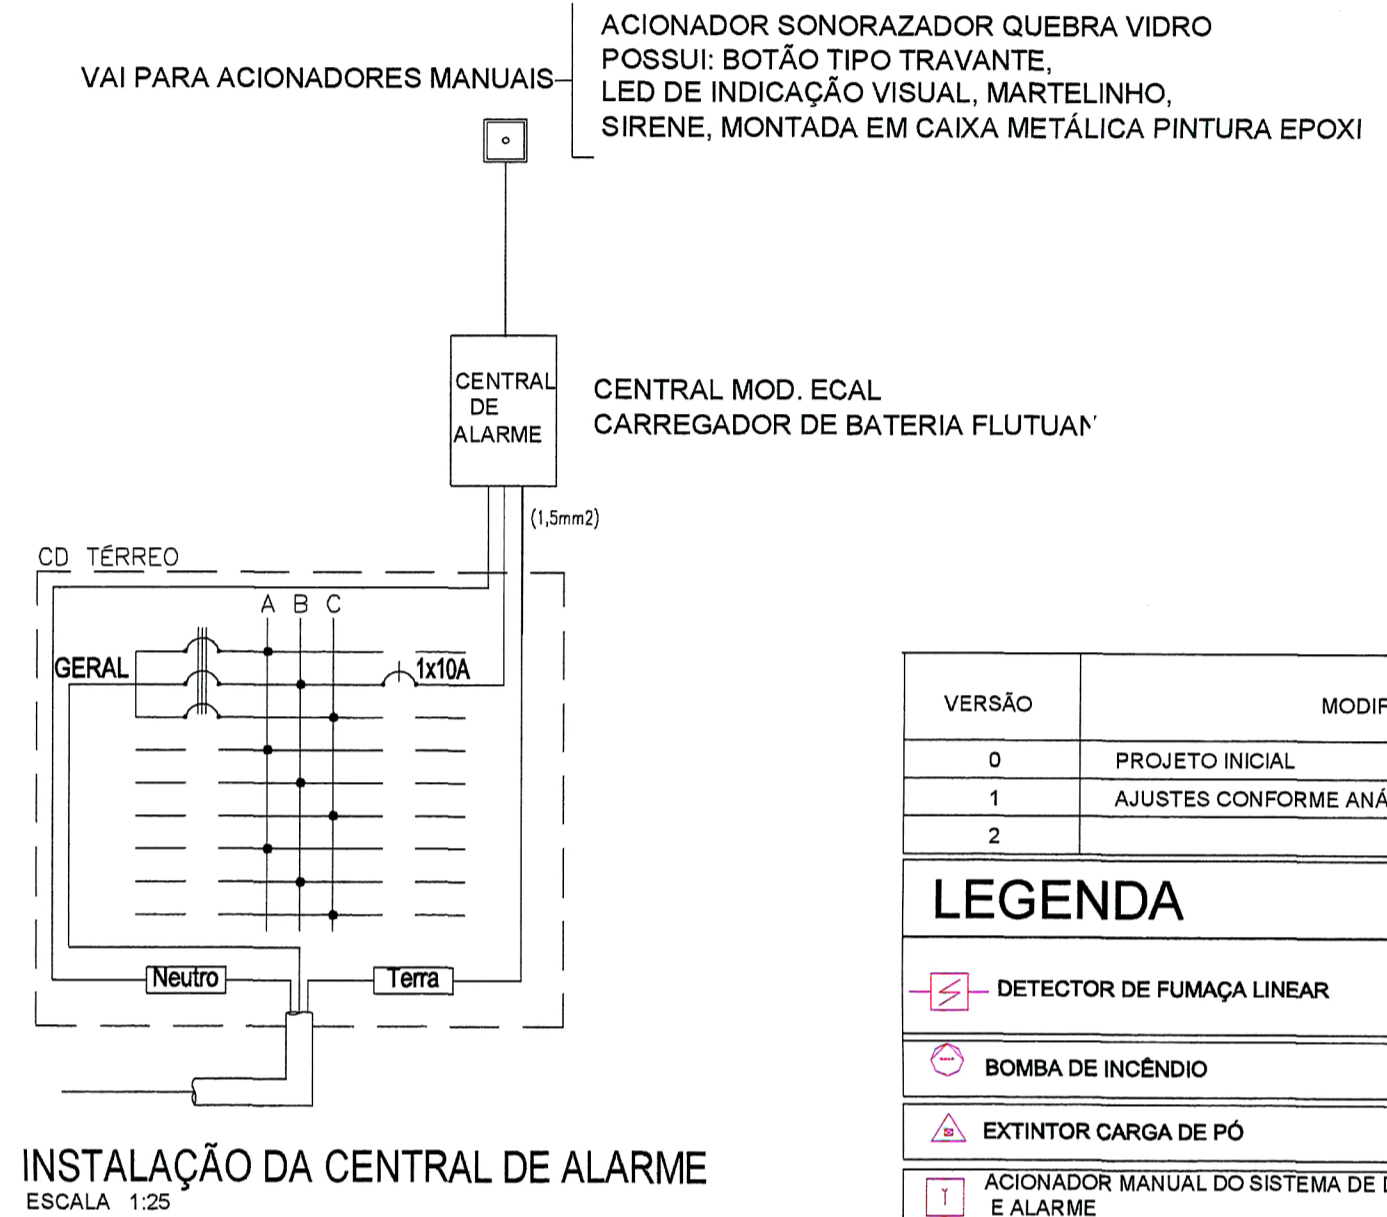 ACIONADOR SONORAZADOR QUEBRA VIDRO
POSSUI: BOTÃO TIPO TRAVANTE,
VAI PARA ACIONADORES MANUAIS
LED DE INDICAÇÃO VISUAL, MARTELINHO,
SIRENE, MONTADA EM CAIXA METÁLICA PINTURA EPOXI
CENTRAL
DE
ALARME
CENTRAL MOD. ECAL
CARREGADOR DE BATERIA
(1,5mm2)
CD TÉRREO
A B C
GERAL
1x10A
Neutro
Terra
INSTALAÇÃO DA CENTRAL DE ALARME
ESCALA 1:25
VERSÃO
0 PROJETO INICIAL
1 AJUSTES CONFORME
2
LEGENDA
DETECTOR DE FUMAÇA LINEAR
BOMBA DE INCÊNDIO
EXTINTOR CARGA DE PÓ
ACIONADOR MANUAL DO SISTEMA DE
E ALARME